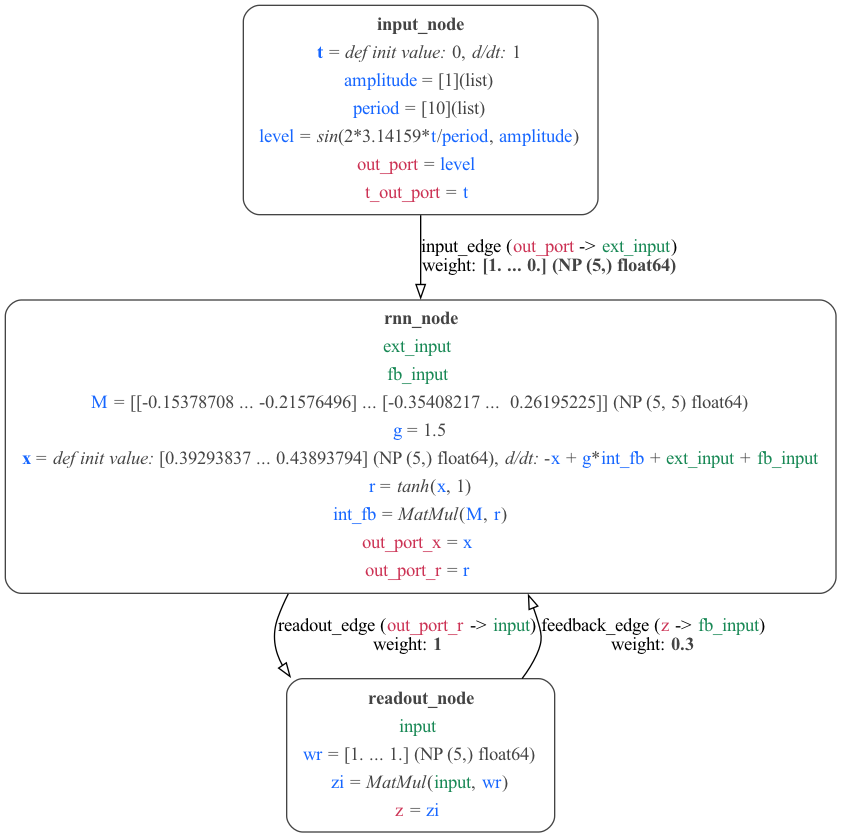 input_node
t = def init value: 0, d/dt: 1
amplitude = [1](list)
period = [10](list)
level = sin(2*3.14159*t/period, amplitude)
out_port = level
t_out_port = t
input_edge (out_port -> ext_input)
weight: [1. ... 0.] (NP (5,) float64)
rnn_node
ext_input
fb_input
M = [[-0.15378708 ... -0.21576496] ... [-0.35408217 ...  0.26195225]] (NP (5, 5) float64)
g = 1.5
x = def init value: [0.39293837 ... 0.43893794] (NP (5,) float64), d/dt: -x + g*int_fb + ext_input + fb_input
r = tanh(x, 1)
int_fb = MatMul(M, r)
out_port_x = x
out_port_r = r
readout_edge (out_port_r -> input)
weight: 1
feedback_edge (z -> fb_input)
weight: 0.3
readout_node
input
wr = [1. ... 1.] (NP (5,) float64)
zi = MatMul(input, wr)
z = zi